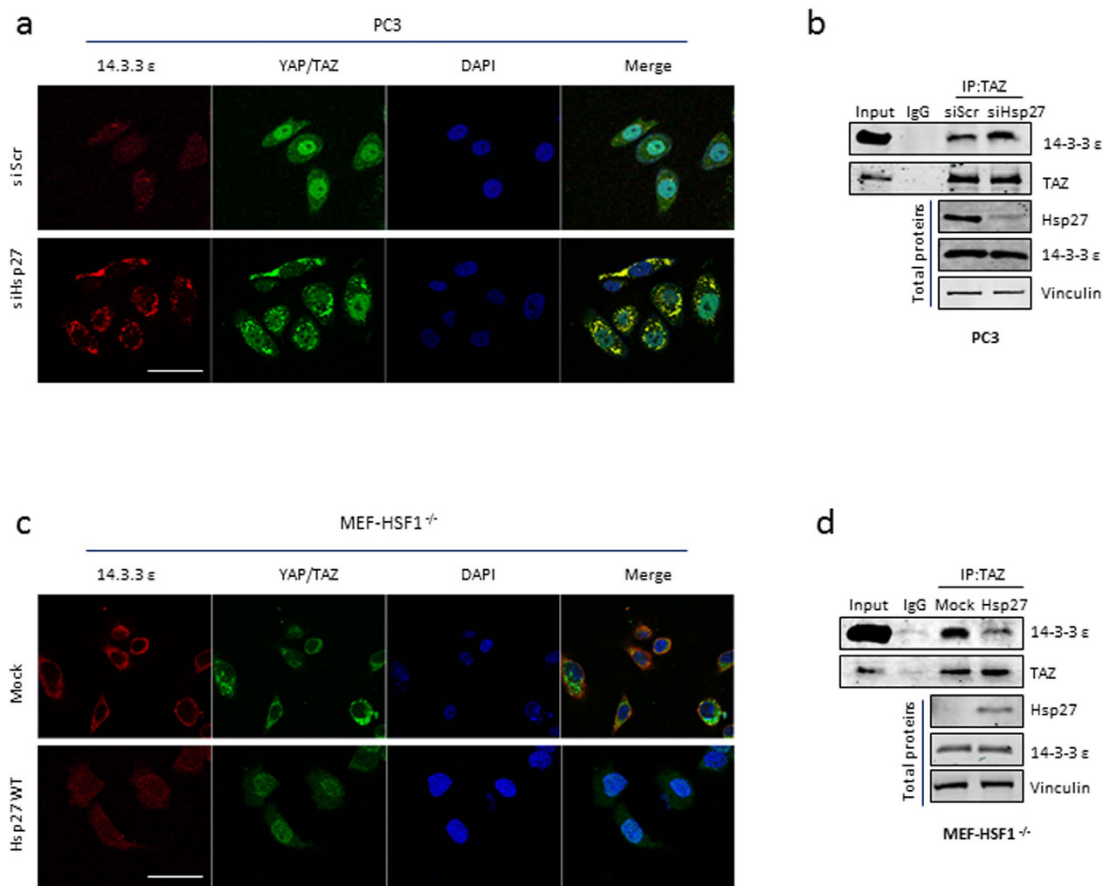 a
PC3
14.3.3 ε YAP/TAZ DAPI Merge
siScr
siHsp27
b
IP:TAZ
Input IgG siScr siHsp27
14-3-3 ε
TAZ
Total proteins
Hsp27
14-3-3 ε
Vinculin
PC3
c
MEF-HSF1 -/-
14.3.3 ε YAP/TAZ DAPI Merge
Mock
Hsp27 WT
d
IP:TAZ
Input IgG Mock Hsp27
14-3-3 ε
TAZ
Total proteins
Hsp27
14-3-3 ε
Vinculin
MEF-HSF1 -/-